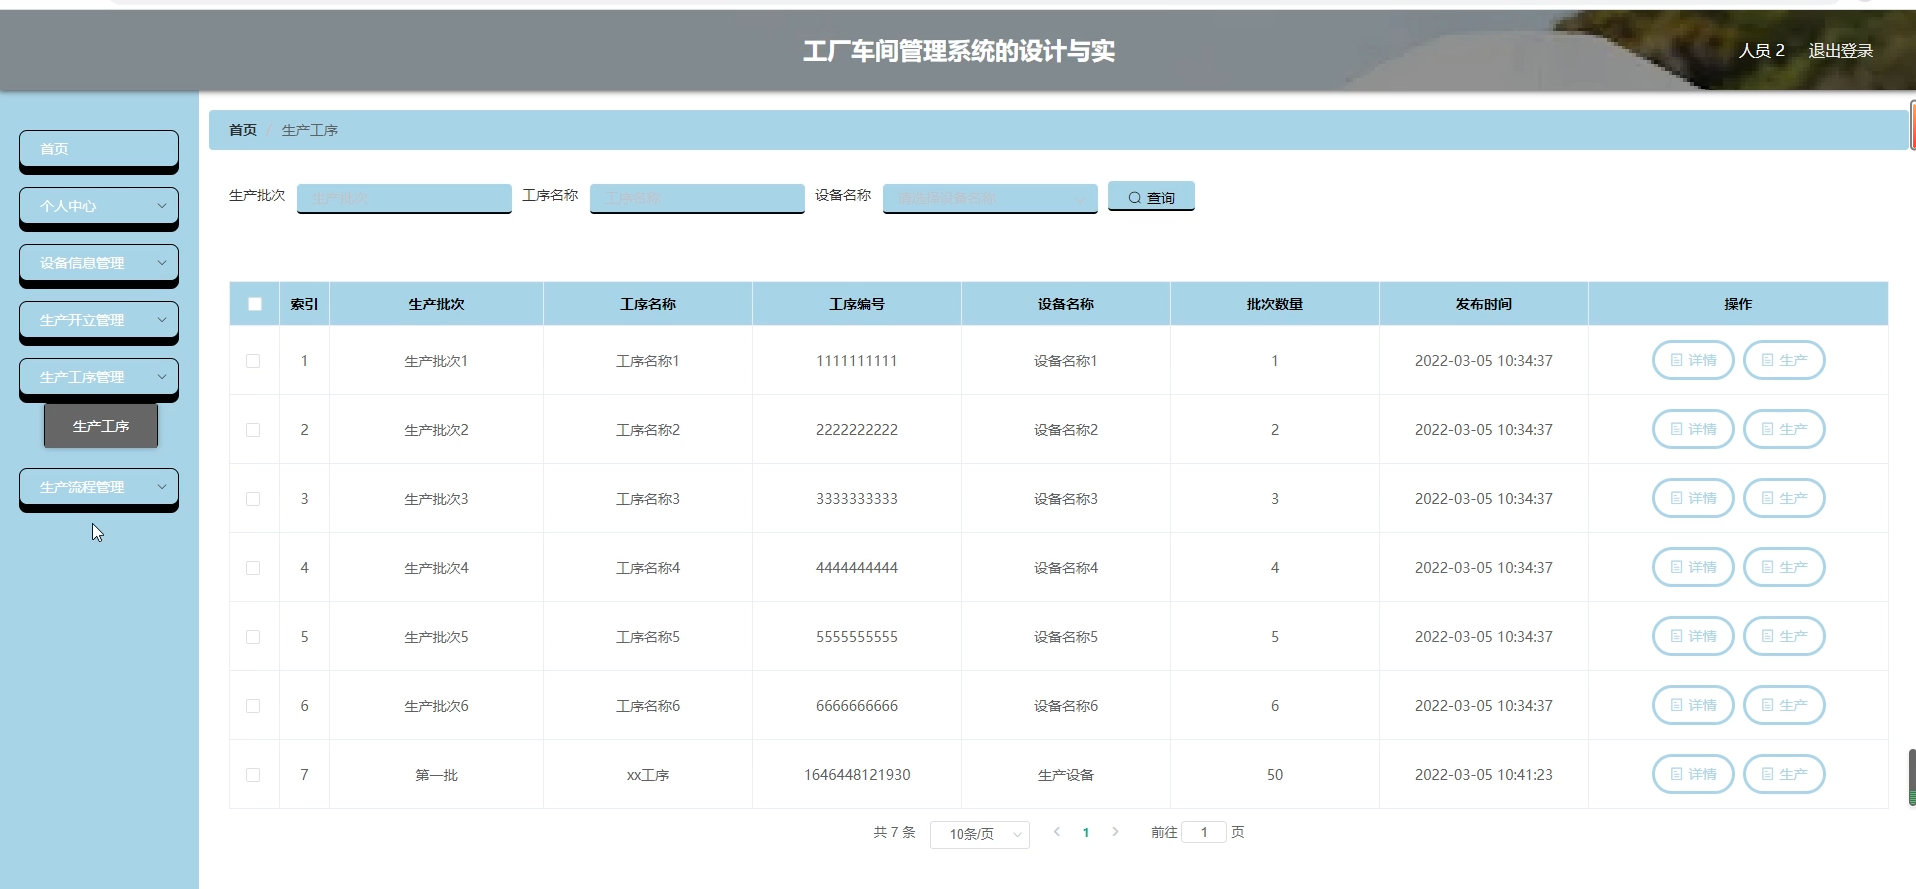 工厂车间管理系统的设计与实
人员 2 退出登录
首页
个人中心
设备信息管理
生产开立管理
生产工序管理
生产工序
生产流程管理
首页 / 生产工序
生产批次 生产批次 工序名称 工序名称 设备名称 请选择设备名称 查询
索引 生产批次 工序名称 工序编号 设备名称 批次数量 发布时间 操作
1 生产批次1 工序名称1 1111111111 设备名称1 1 2022-03-05 10:34:37 详情 生产
2 生产批次2 工序名称2 2222222222 设备名称2 2 2022-03-05 10:34:37 详情 生产
3 生产批次3 工序名称3 3333333333 设备名称3 3 2022-03-05 10:34:37 详情 生产
4 生产批次4 工序名称4 4444444444 设备名称4 4 2022-03-05 10:34:37 详情 生产
5 生产批次5 工序名称5 5555555555 设备名称5 5 2022-03-05 10:34:37 详情 生产
6 生产批次6 工序名称6 6666666666 设备名称6 6 2022-03-05 10:34:37 详情 生产
7 第一批 xx工序 1646448121930 生产设备 50 2022-03-05 10:41:23 详情 生产
共 7 条 10条/页 1 前往 1 页